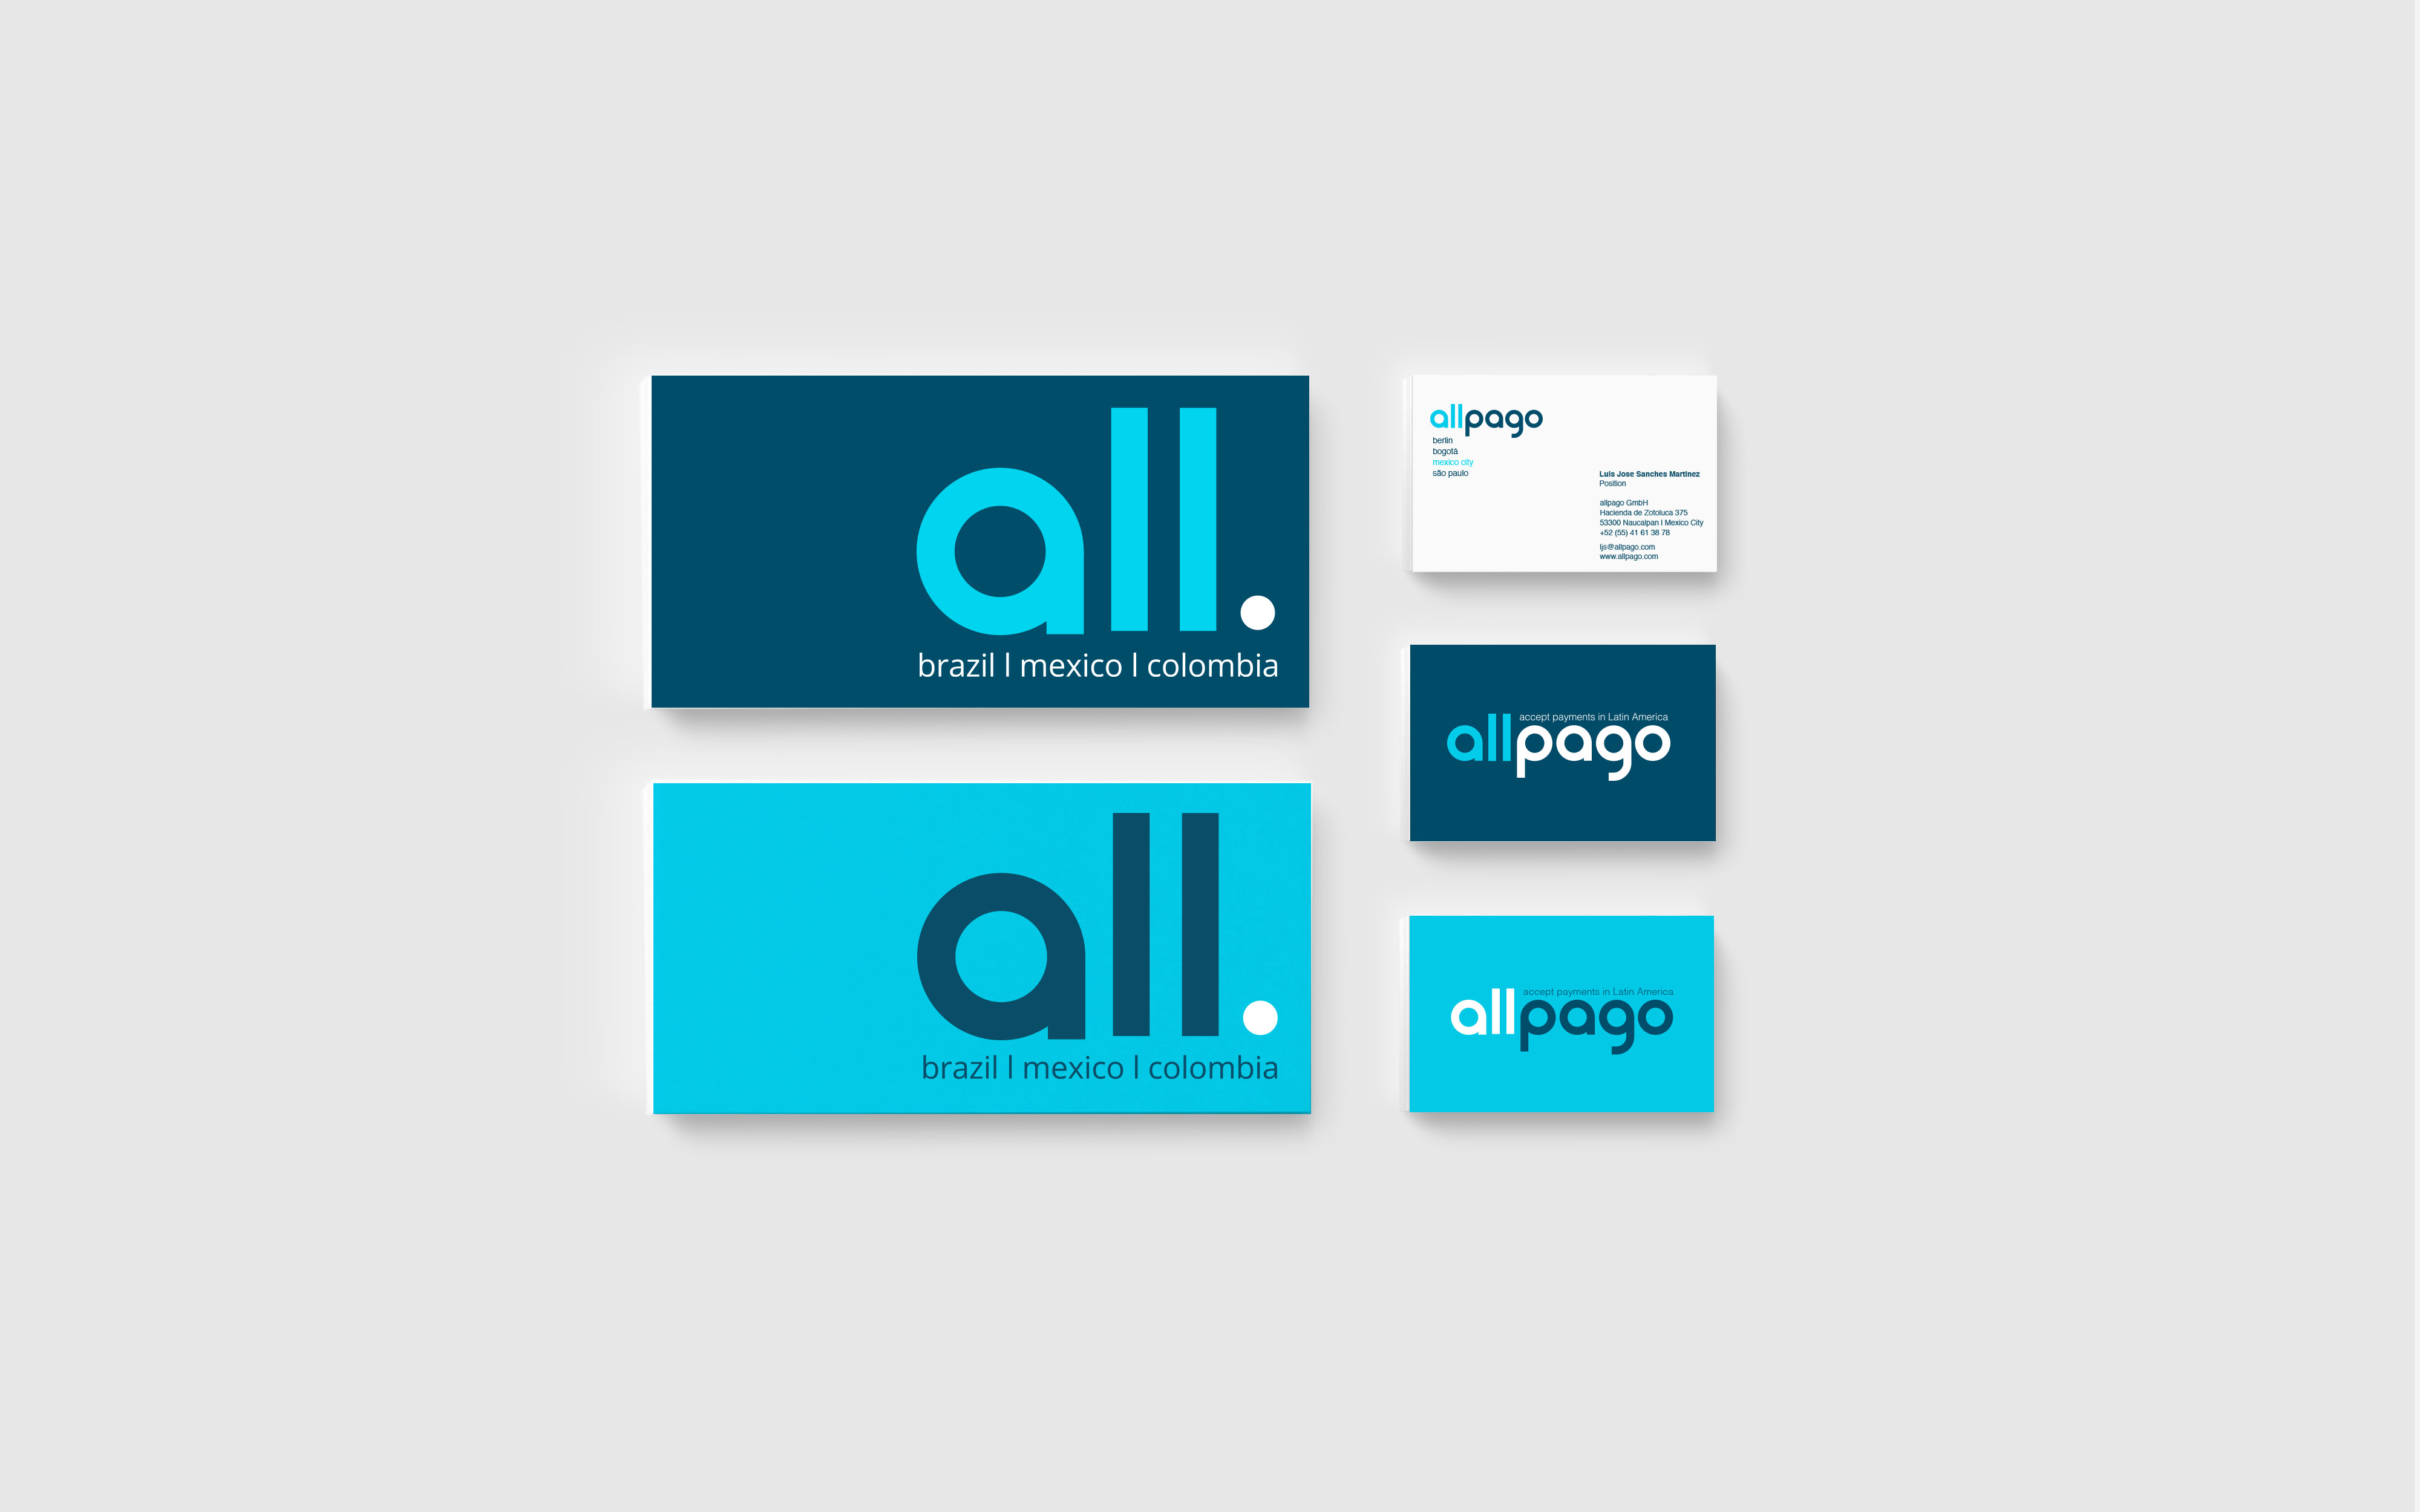 all.
brazil l mexico l colombia
all.
brazil l mexico l colombia
allpago
berlin
bogotá
mexico city
são paulo
Luis Jose Sanches Martinez
Position
allpago GmbH
Hacienda de Zotoluca 375
53300 Naucalpan l Mexico City
+52 (55) 41 61 38 78
ljs@allpago.com
www.allpago.com
accept payments in Latin America
allpago
accept payments in Latin America
allpago